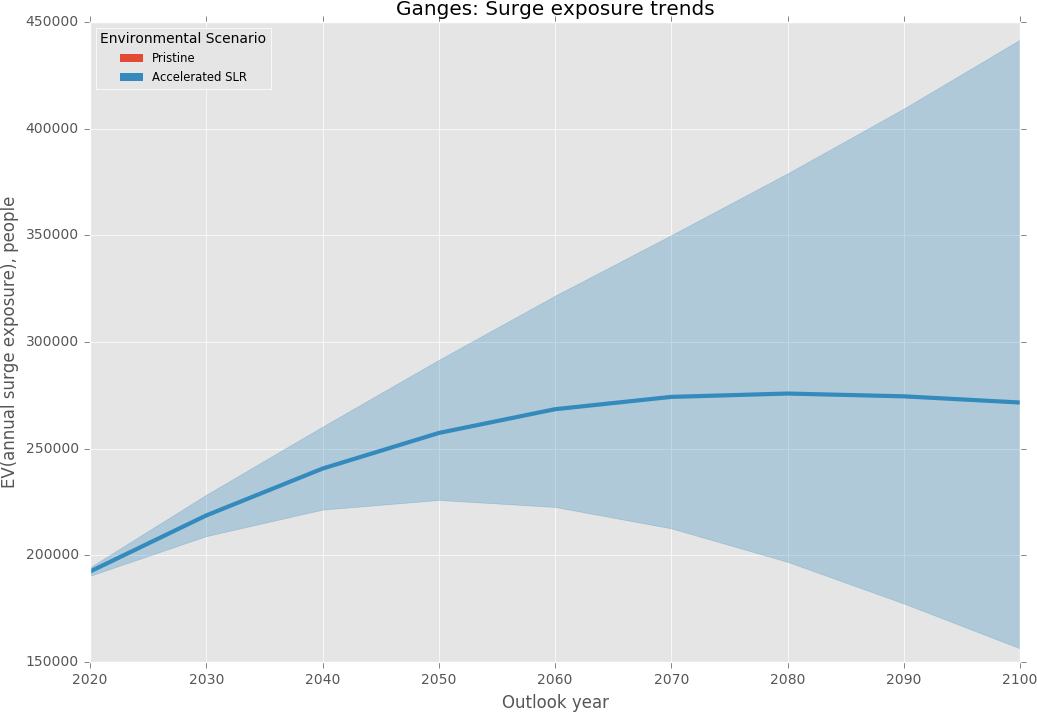 Ganges: Surge exposure trends
450000
400000
350000
300000
250000
200000
150000
EV(annual surge exposure), people
Environmental Scenario
Pristine
Accelerated SLR
2020 2030 2040 2050 2060 2070 2080 2090 2100
Outlook year